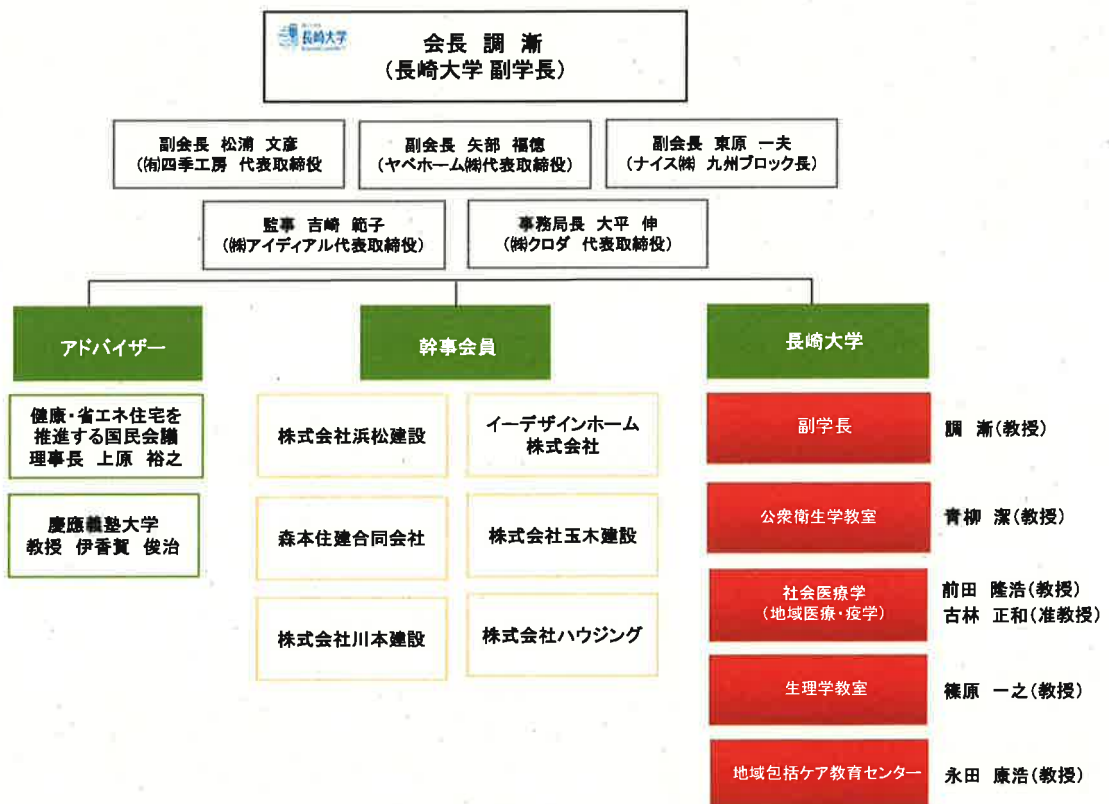 長崎大学
会長 調 漸
(長崎大学 副学長)
副会長 松浦 文彦
(㈲四季工房 代表取締役
副会長 矢部 福徳
(ヤベホーム㈱代表取締役)
副会長 東原 一夫
(ナイス㈱ 九州ブロック長)
監事 吉崎 範子
(㈱アイディアル代表取締役)
事務局長 大平 伸
(㈱クロダ 代表取締役)
アドバイザー
健康・省エネ住宅を
推進する国民会議
理事長 上原 裕之
慶應義塾大学
教授 伊香賀 俊治
幹事会員
株式会社浜松建設
イーデザインホーム
株式会社
森本住建合同会社
株式会社玉木建設
株式会社川本建設
株式会社ハウジング
長崎大学
副学長
調 漸(教授)
公衆衛生学教室
青柳 潔(教授)
社会医療学
(地域医療・疫学)
前田 隆浩(教授)
古林 正和(准教授)
生理学教室
篠原 一之(教授)
地域包括ケア教育センター
永田 康浩(教授)